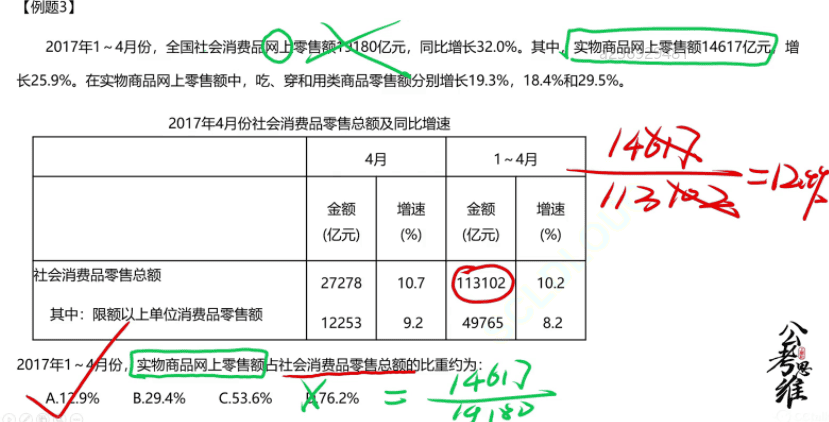 【例题3】
2017年1～4月份，全国社会消费品网上零售额19180亿元，同比增长32.0%。其中，实物商品网上零售额14617亿元，增
长25.9%。在实物商品网上零售额中，吃、穿和用类商品零售额分别增长19.3%，18.4%和29.5%。
2017年4月份社会消费品零售总额及同比增速
4月 1～4月
金额 增速 金额 增速
(亿元) (%) (亿元) (%)
社会消费品零售总额 27278 10.7 113102 10.2
其中：限额以上单位消费品零售额 12253 9.2 49765 8.2
14617
113102
=12.9%
2017年1～4月份，实物商品网上零售额占社会消费品零售总额的比重约为：
A.12.9% B.29.4% C.53.6% D.76.2%
= 14617
19180
公考思维